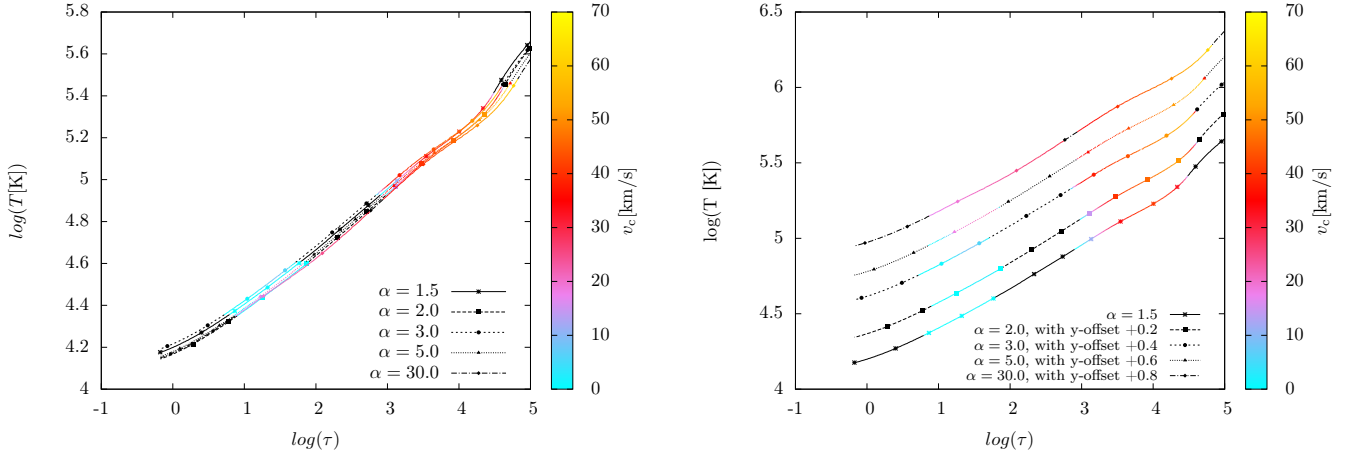 5.8
5.6
5.4
5.2
5
4.8
4.6
4.4
4.2
4
log(T[K])
-1 0 1 2 3 4 5
log(τ)
α = 1.5
α = 2.0
α = 3.0
α = 5.0
α = 30.0
70
60
50
40
30
20
10
0
v_c[km/s]
6.5
6
5.5
5
4.5
4
log(T [K])
-1 0 1 2 3 4 5
log(τ)
α = 1.5
α = 2.0, with y-offset +0.2
α = 3.0, with y-offset +0.4
α = 5.0, with y-offset +0.6
α = 30.0, with y-offset +0.8
70
60
50
40
30
20
10
0
v_c[km/s]